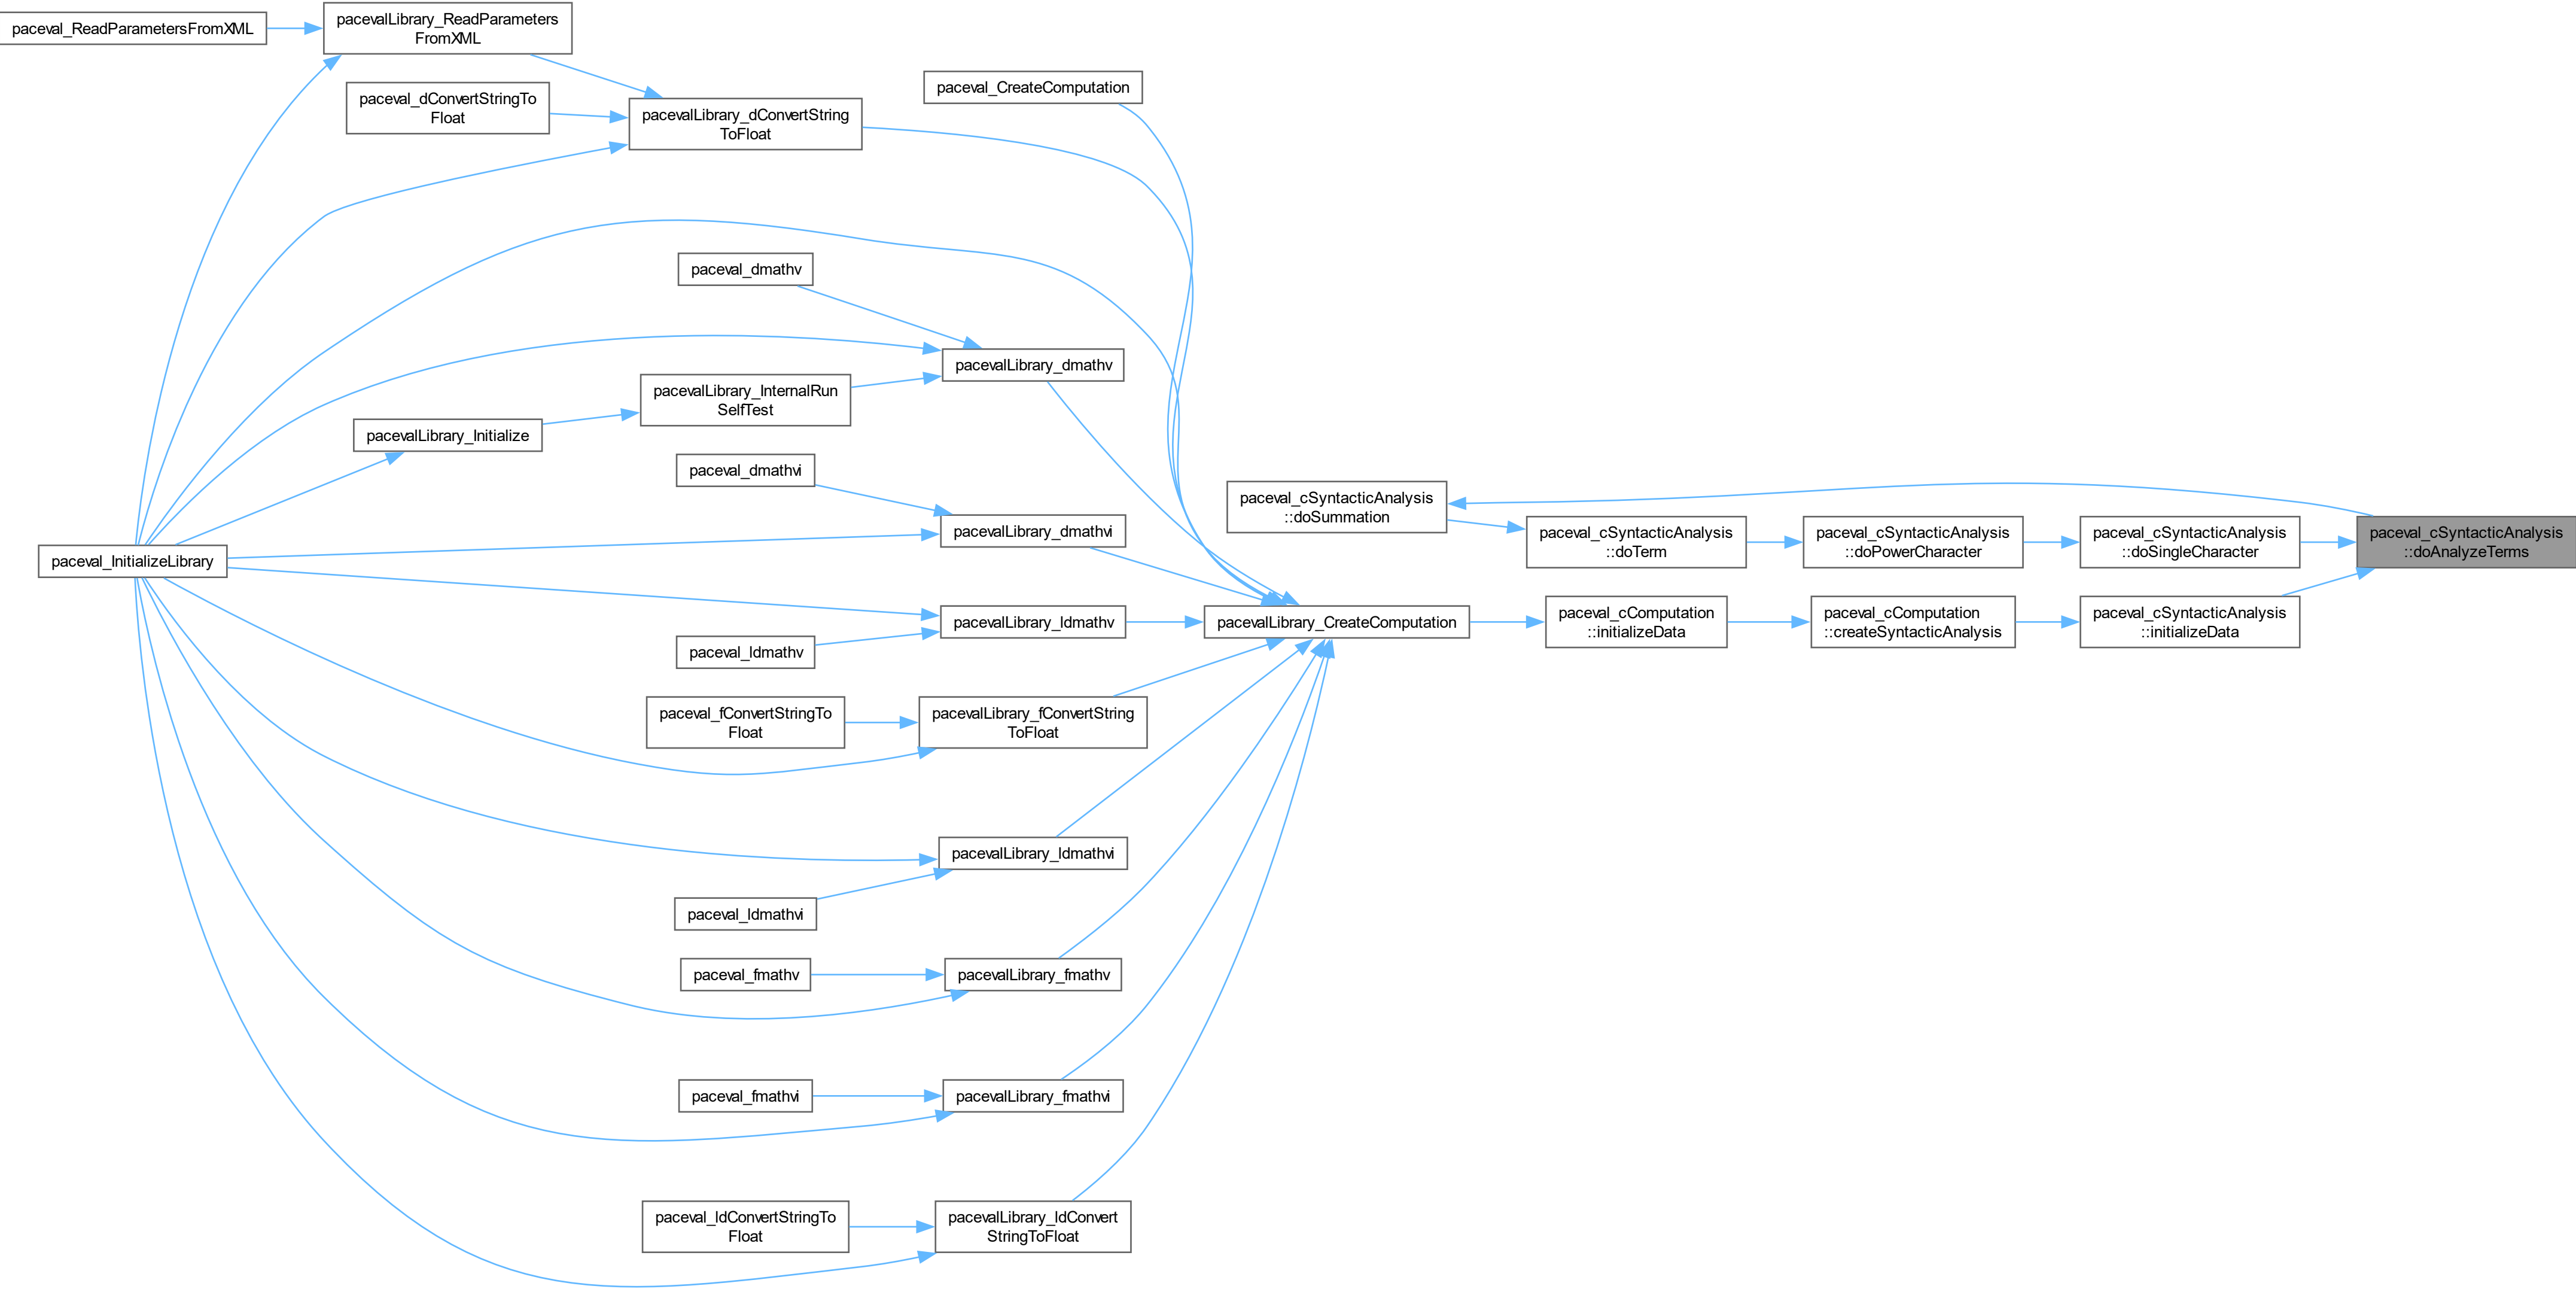 paceval_ReadParametersFromXML
pacevalLibrary_ReadParameters
FromXML
paceval_CreateComputation
paceval_dConvertStringTo
Float
pacevalLibrary_dConvertString
ToFloat
paceval_dmathv
pacevalLibrary_dmathv
pacevalLibrary_InternalRun
SelfTest
pacevalLibrary_Initialize
paceval_dmathvi
pacevalLibrary_dmathvi
paceval_InitializeLibrary
paceval_cSyntacticAnalysis
::doSummation
paceval_cSyntacticAnalysis
::doTerm
paceval_cSyntacticAnalysis
::doPowerCharacter
paceval_cSyntacticAnalysis
::doSingleCharacter
paceval_cSyntacticAnalysis
::doAnalyzeTerms
pacevalLibrary_ldmathv
pacevalLibrary_CreateComputation
paceval_cComputation
::initializeData
paceval_cComputation
::createSyntacticAnalysis
paceval_cSyntacticAnalysis
::initializeData
paceval_ldmathv
paceval_fConvertStringTo
Float
pacevalLibrary_fConvertString
ToFloat
pacevalLibrary_ldmathvi
paceval_ldmathvi
paceval_fmathv
pacevalLibrary_fmathv
paceval_fmathvi
pacevalLibrary_fmathvi
paceval_ldConvertStringTo
Float
pacevalLibrary_ldConvert
StringToFloat